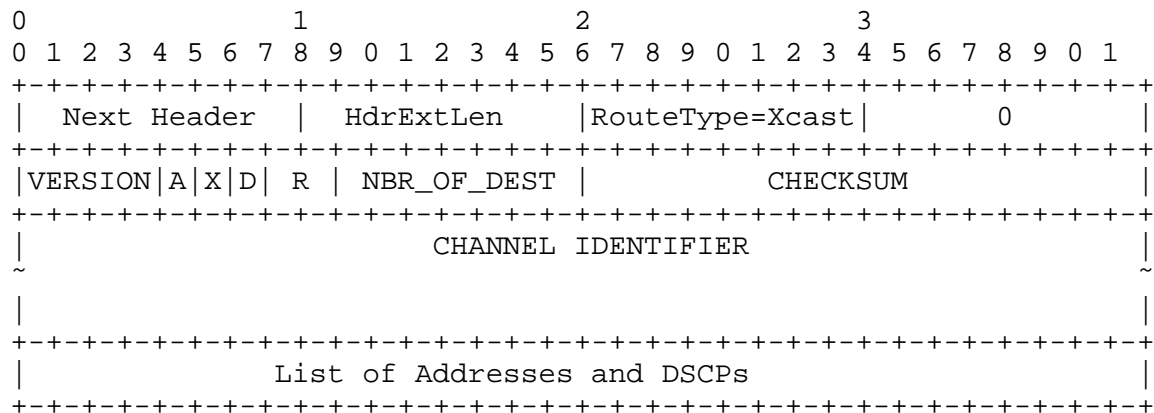 0                   1                   2                   3
0 1 2 3 4 5 6 7 8 9 0 1 2 3 4 5 6 7 8 9 0 1 2 3 4 5 6 7 8 9 0 1
+-+-+-+-+-+-+-+-+-+-+-+-+-+-+-+-+-+-+-+-+-+-+-+-+-+-+-+-+-+-+-+-+
|  Next Header  |  HdrExtLen    |RouteType=Xcast|       0       |
+-+-+-+-+-+-+-+-+-+-+-+-+-+-+-+-+-+-+-+-+-+-+-+-+-+-+-+-+-+-+-+-+
|VERSION|A|X|D| R | NBR_OF_DEST |          CHECKSUM             |
+-+-+-+-+-+-+-+-+-+-+-+-+-+-+-+-+-+-+-+-+-+-+-+-+-+-+-+-+-+-+-+-+
|                       CHANNEL IDENTIFIER                      |
~                                                               ~
|                                                               |
+-+-+-+-+-+-+-+-+-+-+-+-+-+-+-+-+-+-+-+-+-+-+-+-+-+-+-+-+-+-+-+-+
|              List of Addresses and DSCPs                      |
+-+-+-+-+-+-+-+-+-+-+-+-+-+-+-+-+-+-+-+-+-+-+-+-+-+-+-+-+-+-+-+-+